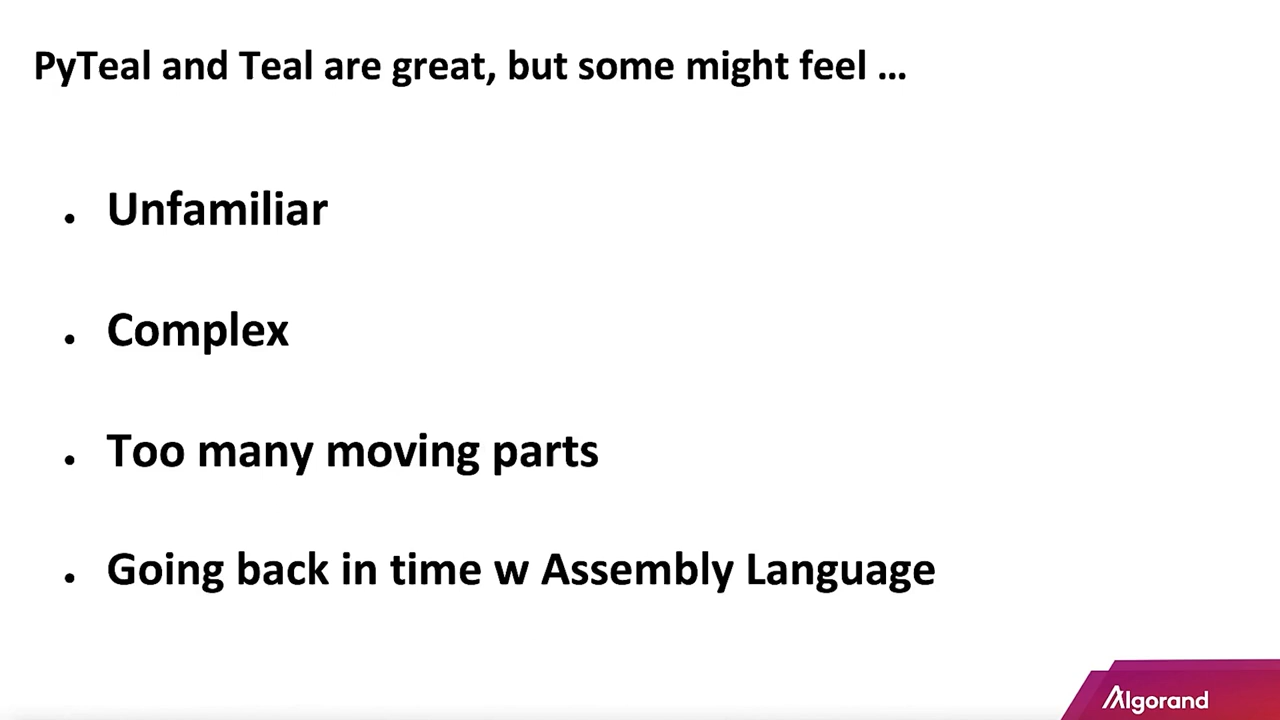 PyTeal and Teal are great, but some might feel …
• Unfamiliar
• Complex
• Too many moving parts
• Going back in time w Assembly Language
Algorand